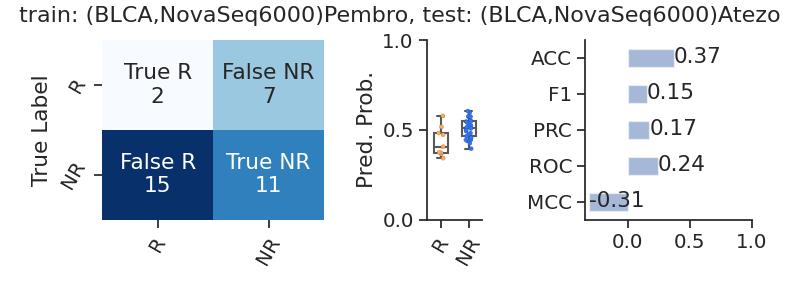 train: (BLCA,NovaSeq6000)Pembro, test: (BLCA,NovaSeq6000)Atezo
True Label
R
NR
True R
2
False NR
7
False R
15
True NR
11
R
NR
Pred. Prob.
1.0
0.5
0.0
R
NR
ACC
0.37
F1
0.15
PRC
0.17
ROC
0.24
MCC
-0.31
0.0
0.5
1.0